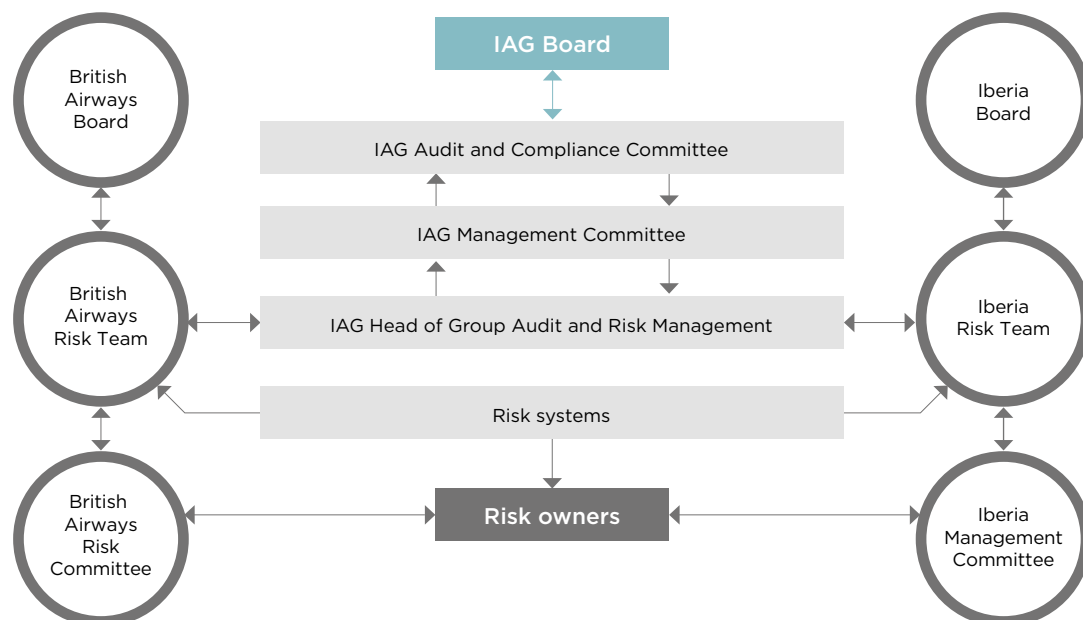 IAG Board
British
Airways
Board
Iberia
Board
IAG Audit and Compliance Committee
IAG Management Committee
British
Airways
Risk Team
IAG Head of Group Audit and Risk Management
Iberia
Risk Team
Risk systems
British
Airways
Risk
Committee
Risk owners
Iberia
Management
Committee